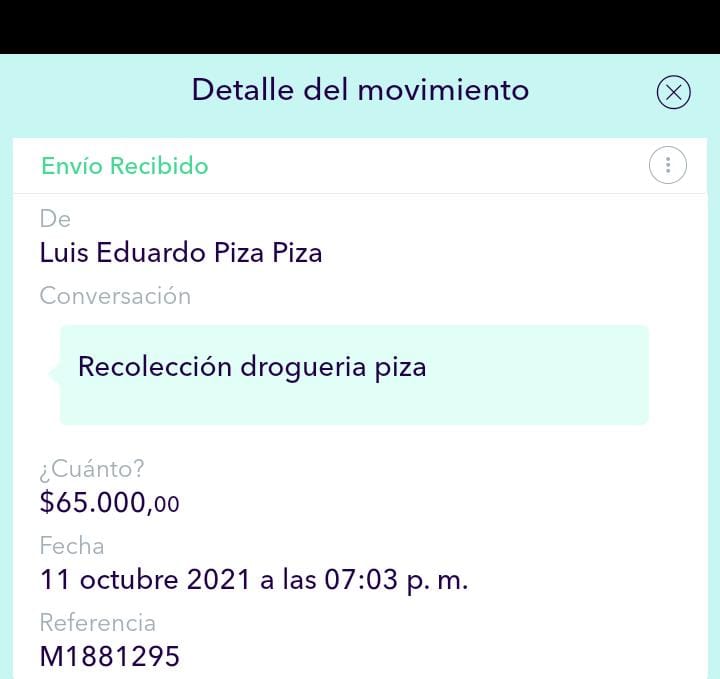 Detalle del movimiento
Envío Recibido
De
Luis Eduardo Piza Piza
Conversación
Recolección drogueria piza
¿Cuánto?
$65.000,00
Fecha
11 octubre 2021 a las 07:03 p. m.
Referencia
M1881295